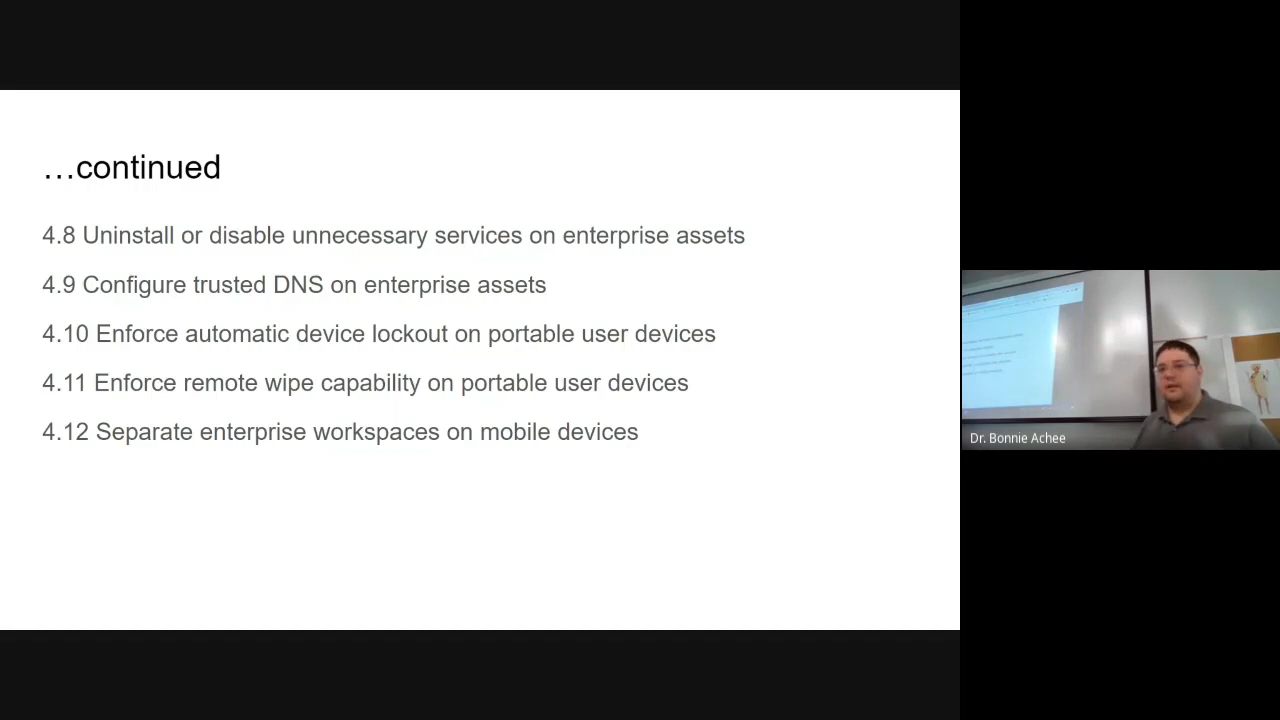 …continued
4.8 Uninstall or disable unnecessary services on enterprise assets
4.9 Configure trusted DNS on enterprise assets
4.10 Enforce automatic device lockout on portable user devices
4.11 Enforce remote wipe capability on portable user devices
4.12 Separate enterprise workspaces on mobile devices
Dr. Bonnie Achee